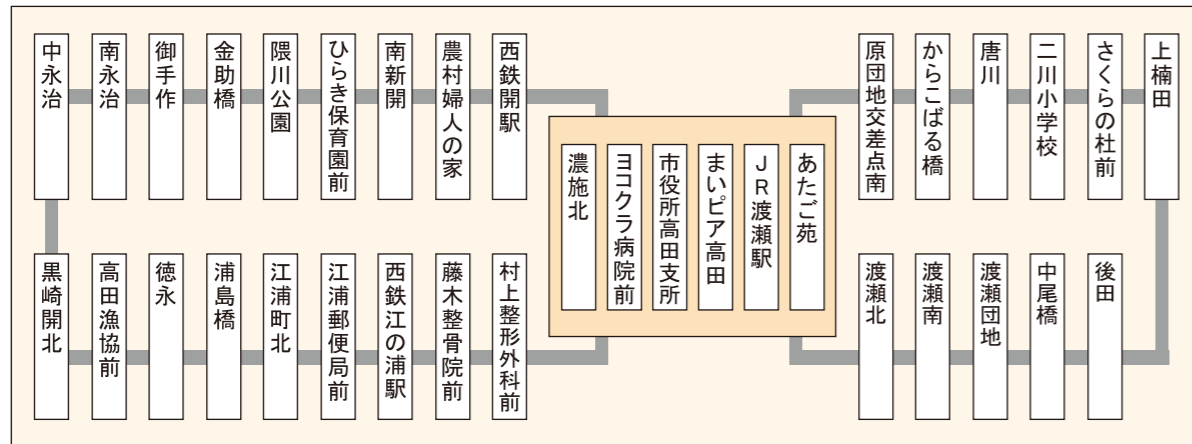 中永治
南永治
御手作
金助橋
隈川公園
ひらき保育園前
南新開
農村婦人の家
西鉄開駅
濃施北
ヨコクラ病院前
市役所高田支所
まいピア高田
JR渡瀬駅
あたご苑
原団地交差点南
からこばる橋
唐川
二川小学校
さくらの杜前
上楠田
黒崎開北
高田漁協前
徳永
浦島橋
江浦町北
江浦郵便局前
西鉄江の浦駅
藤木整骨院前
村上整形外科前
渡瀬北
渡瀬南
渡瀬団地
中尾橋
後田